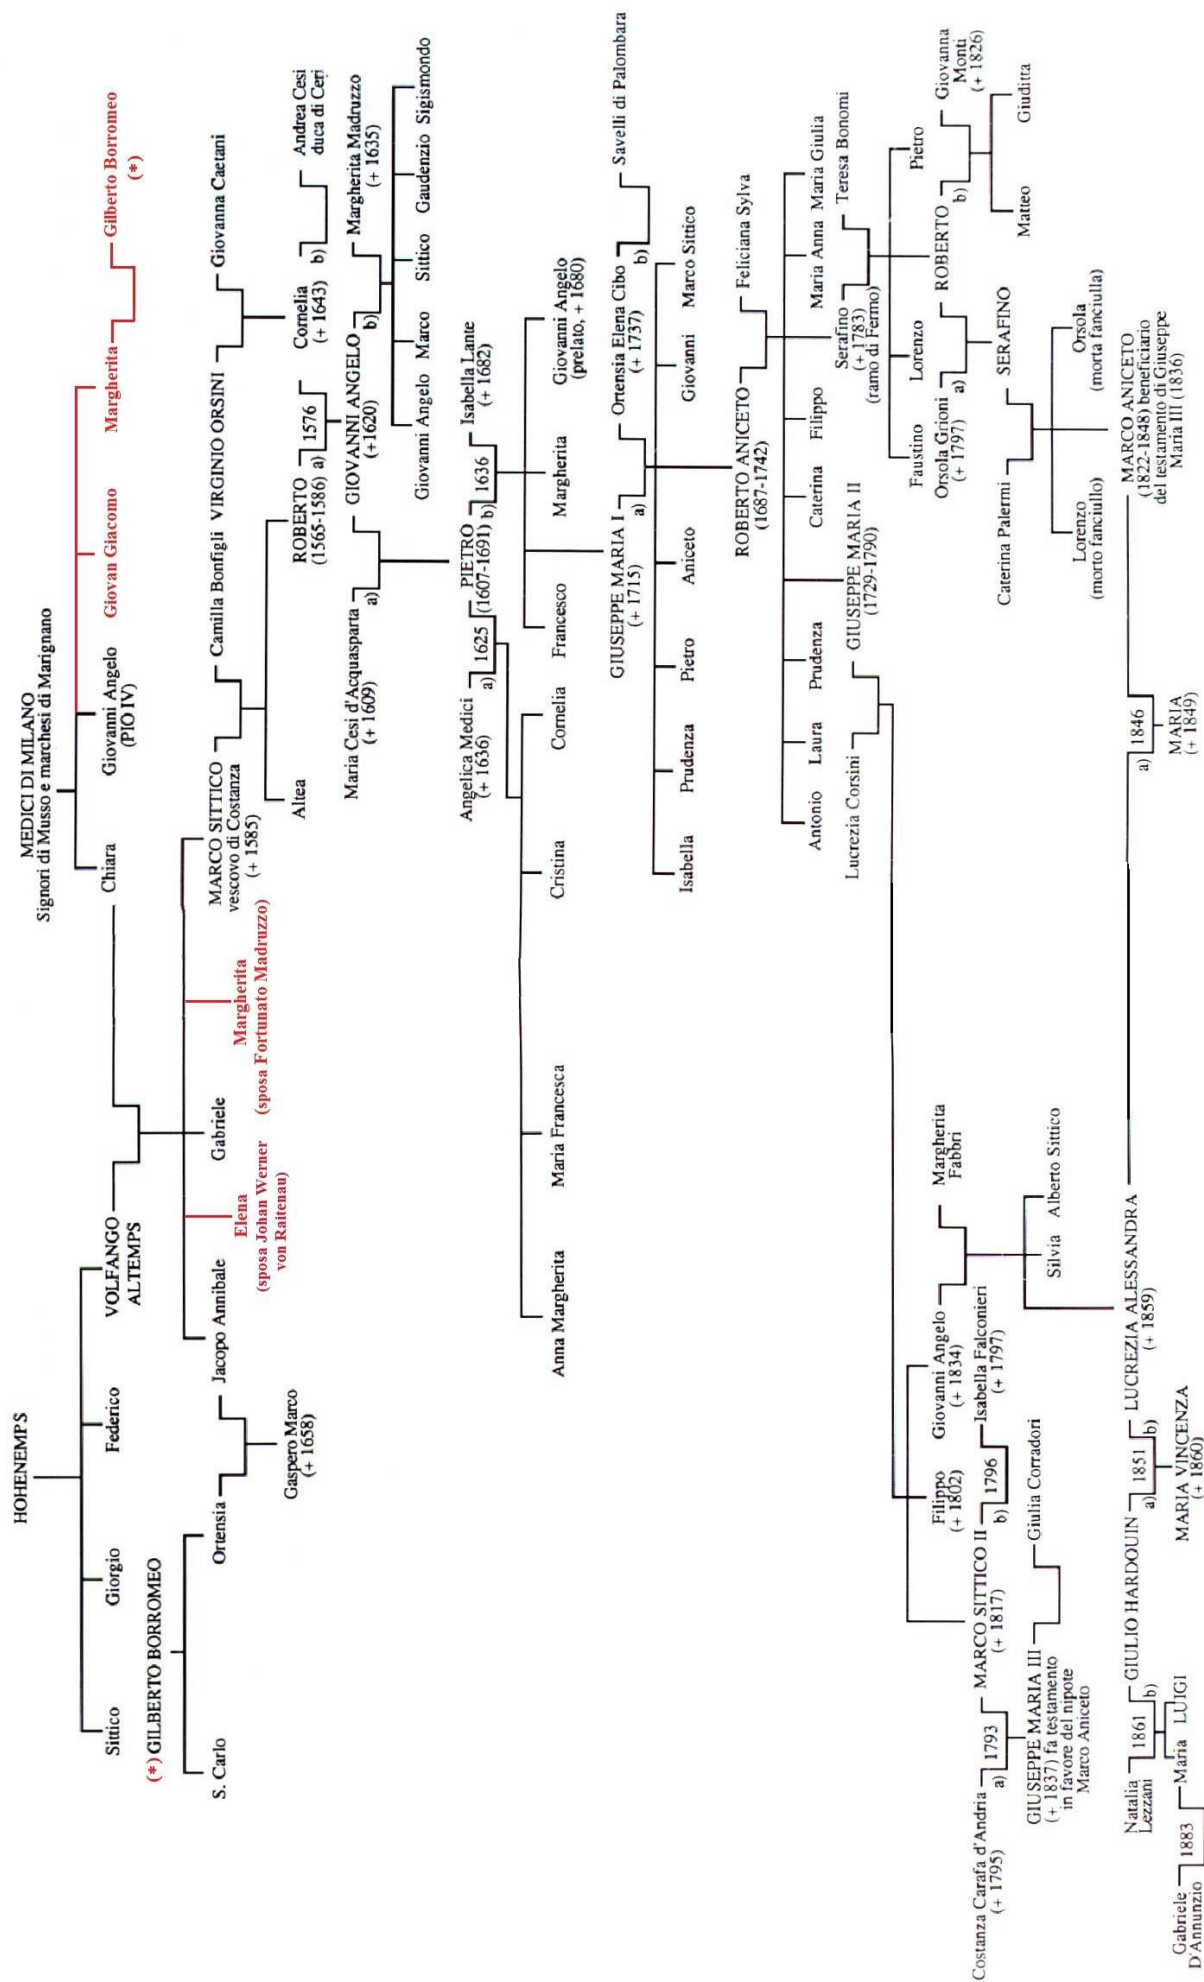 HOHENEMPS
Sittico
Giorgio
Federico
VOLFANGO
ALTEMPS
MEDICI DI MILANO
Signori di Musso e marchesi di Marignano
Chiara
Giovanni Angelo
(PIO IV)
Giovan Giacomo
Margherita
Gilberto Borromeo
(*)
(*) GILBERTO BORROMEO
S. Carlo
Ortensia
Jacopo Annibale
Elena
(sposa Johan Werner
von Raitenau)
Gabriele
Margherita
(sposa Fortunato Madruzzo)
MARCO SITTICO
vescovo di Costanza
(+ 1585)
Camilla Bonfigli
VIRGINIO ORSINI
Giovanna Caetani
Gaspero Marco
(+ 1658)
Altea
ROBERTO
(1565-1586)
a)
1576
Cornelia
(+ 1643)
b)
Andrea Cesi
duca di Ceri
Maria Cesi d'Acquasparta
(+ 1609)
a)
GIOVANNI ANGELO
(+1620)
b)
Margherita Madruzzo
(+ 1635)
Giovanni Angelo
Marco
Sittico
Gaudenzio
Sigismondo
Angelica Medici
(+ 1636)
a)
1625
PIETRO
(1607-1691)
b)
1636
Isabella Lante
(+ 1682)
Anna Margherita
Maria Francesca
Cristina
Cornelia
Francesco
Margherita
Giovanni Angelo
(prelato, + 1680)
GIUSEPPE MARIA I
(+ 1715)
a)
Ortensia Elena Cibo
(+ 1737)
b)
Savelli di Palombara
Isabella
Prudenza
Pietro
Aniceto
Giovanni
Marco Sittico
ROBERTO ANICETO
(1687-1742)
Feliciana Sylva
Antonio
Laura
Prudenza
Caterina
Filippo
Maria Anna
Maria Giulia
Lucrezia Corsini
GIUSEPPE MARIA II
(1729-1790)
Serafino
(+ 1783)
(ramo di Fermo)
Teresa Bonomi
Faustino
Lorenzo
Pietro
Orsola Grioni
(+ 1797)
a)
ROBERTO
b)
Giovanna
Monti
(+ 1826)
Filippo
(+ 1802)
Giovanni Angelo
(+ 1834)
Margherita
Fabbri
Caterina Palermi
SERAFINO
Matteo
Giuditta
Costanza Carafa d'Andria
(+ 1795)
a)
1793
MARCO SITTICO II
(+ 1817)
b)
1796
Isabella Falconieri
(+ 1797)
GIUSEPPE MARIA III
(+ 1837) fa testamento
in favore del nipote
Marco Aniceto
Giulia Corradori
Silvia
Alberto Sittico
Lorenzo
(morto fanciullo)
Orsola
(morta fanciulla)
Natalia
Lezzani
1861
b)
GIULIO HARDOUIN
a)
1851
b)
LUCREZIA ALESSANDRA
(+ 1859)
a)
1846
MARCO ANICETO
(1822-1848) beneficiario
del testamento di Giuseppe
Maria III (1836)
Gabriele
D'Annunzio
1883
Maria
LUIGI
MARIA VINCENZA
(+ 1860)
MARIA
(+ 1849)